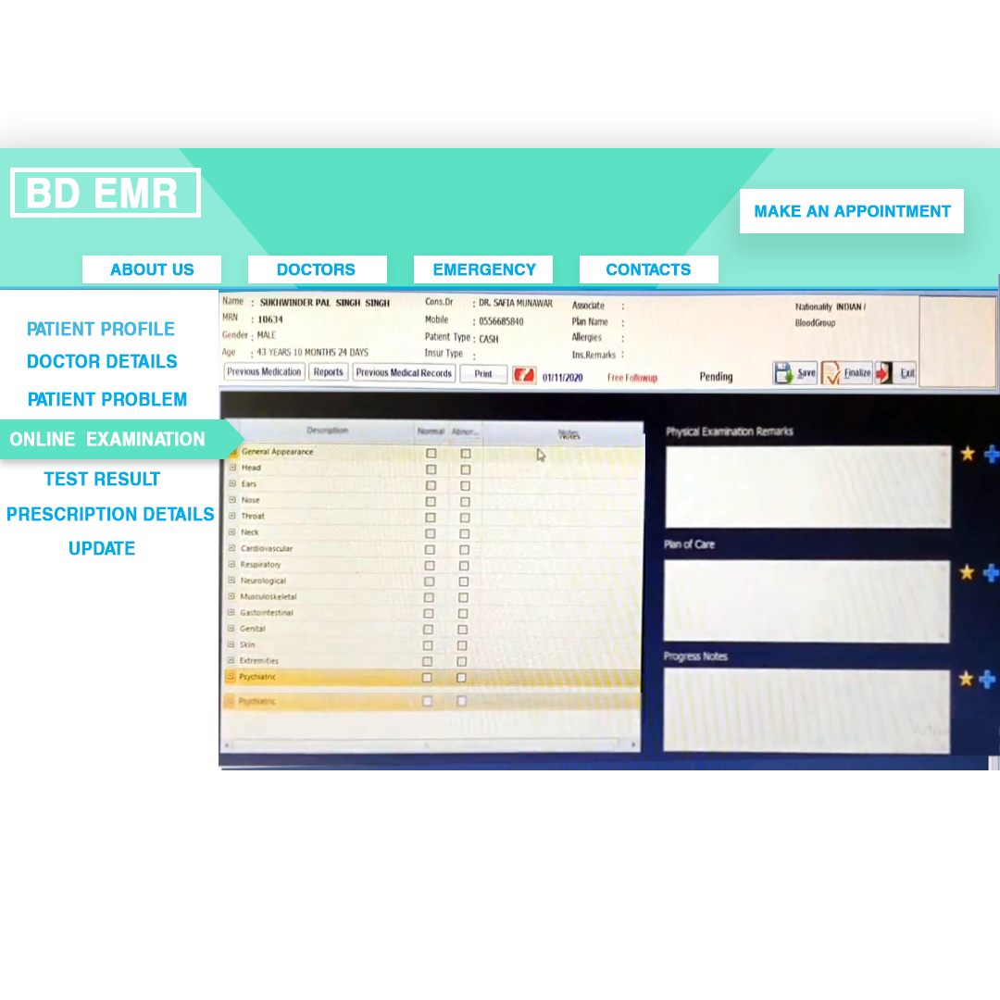 BD EMR
MAKE AN APPOINTMENT
ABOUT US
DOCTORS
EMERGENCY
CONTACTS
PATIENT PROFILE
DOCTOR DETAILS
PATIENT PROBLEM
ONLINE EXAMINATION
TEST RESULT
PRESCRIPTION DETAILS
UPDATE
Name : SUKHWINDER PAL SINGH SINGH
MRN : 10634
Gender : MALE
Age : 43 YEARS 10 MONTHS 24 DAYS
Cons.Dr : DR. SAFIA MUNAWAR
Mobile : 0556685840
Patient Type : CASH
Insur Type :
Associate :
Plan Name :
Allergies :
Ins.Remarks :
Nationality INDIAN /
BloodGroup
Previous Medication
Reports
Previous Medical Records
Print
01/11/2020
Free Followup
Pending
Save
Finalize
Exit
Description Normal Abnor... Notes
General Appearance
Head
Ears
Nose
Throat
Neck
Cardiovascular
Respiratory
Neurological
Musculoskeletal
Gastointestinal
Genital
Skin
Extremities
Psychiatric
Psychiatric
Physical Examination Remarks
Plan of Care
Progress Notes